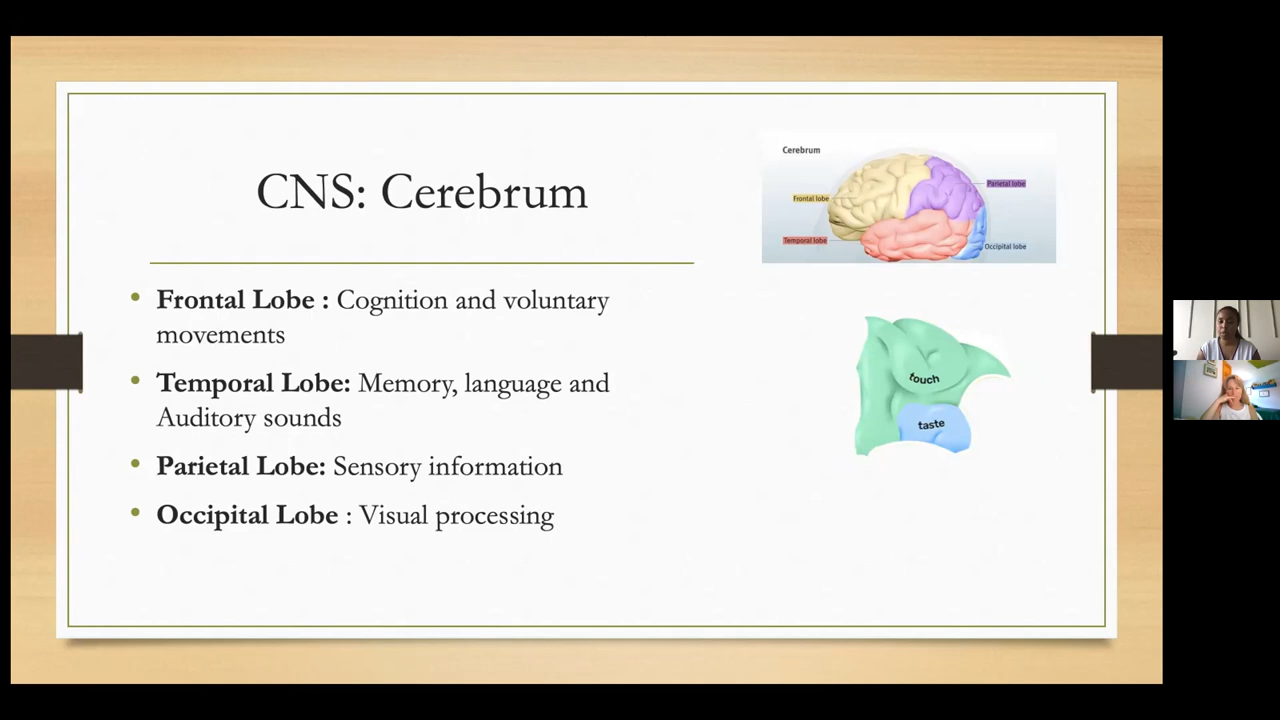 CNS: Cerebrum
• Frontal Lobe : Cognition and voluntary
movements
• Temporal Lobe: Memory, language and
Auditory sounds
• Parietal Lobe: Sensory information
• Occipital Lobe : Visual processing
Cerebrum
Parietal lobe
Frontal lobe
Temporal lobe
Occipital lobe
touch
taste